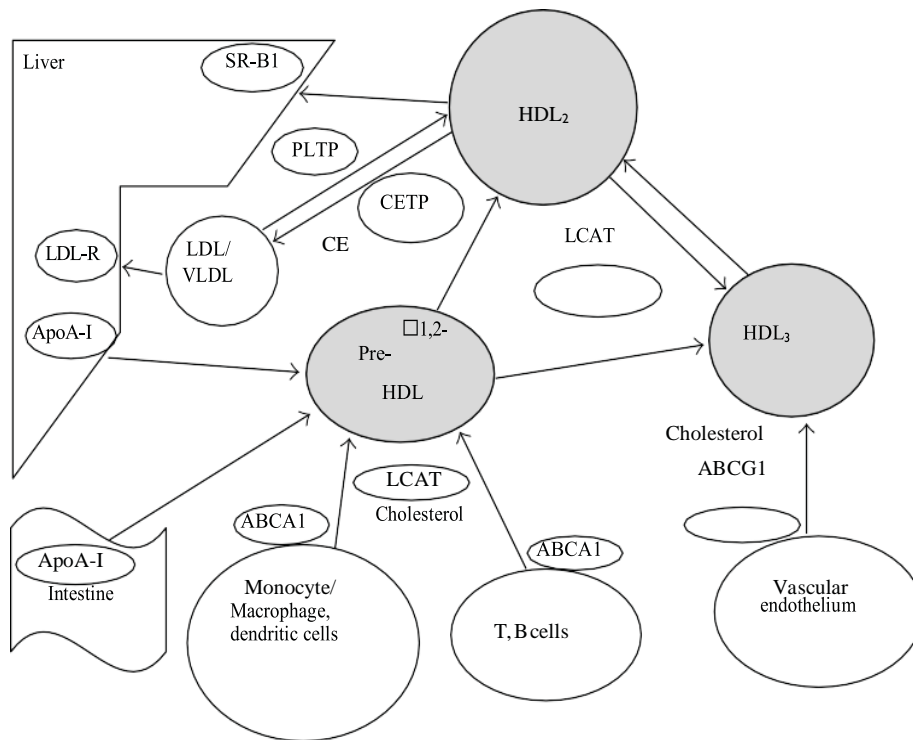 Liver
SR-B1
HDL₂
PLTP
CETP
LDL-R
LDL/
VLDL
CE
LCAT
ApoA-I
□1,2-
Pre-
HDL
HDL₃
Cholesterol
ABCG1
LCAT
Cholesterol
ABCA1
ABCA1
ApoA-I
Intestine
Monocyte/
Macrophage,
dendritic cells
T, B cells
Vascular
endothelium